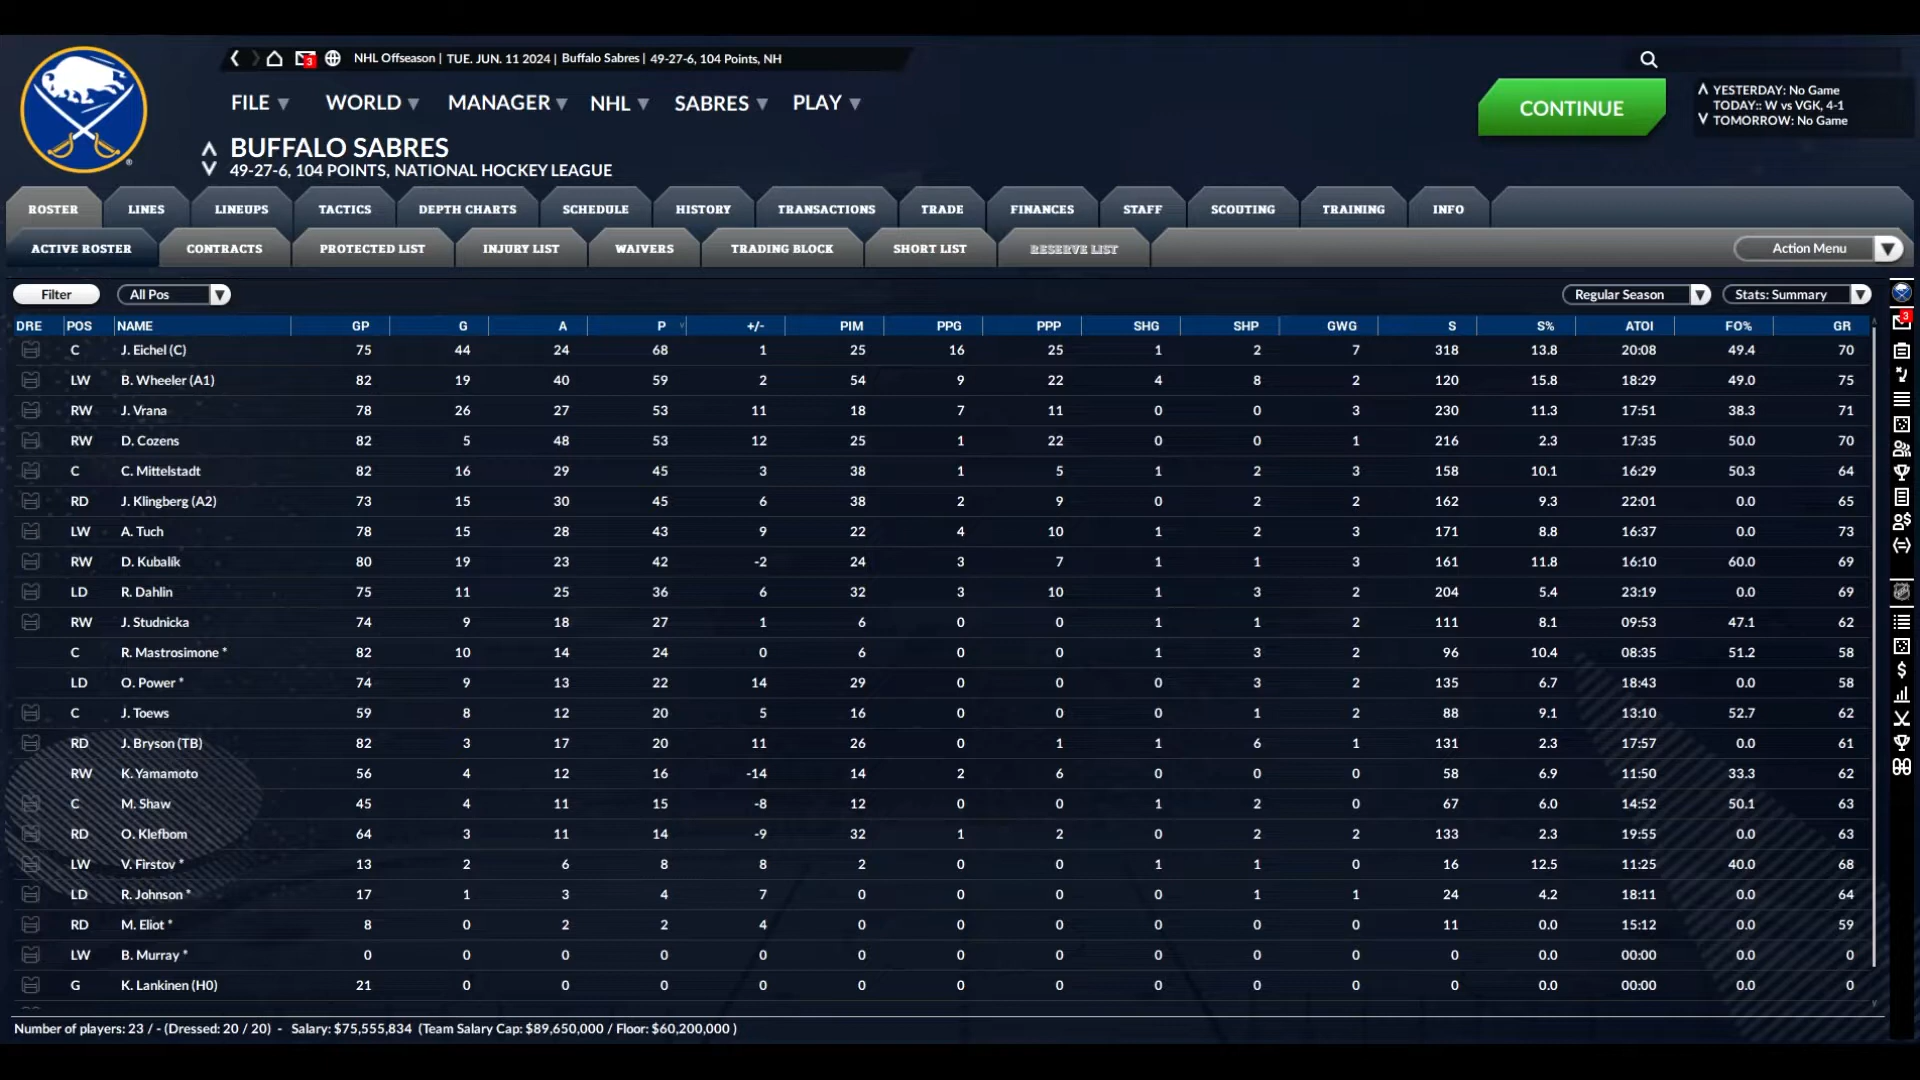 3 NHL Offseason | TUE. JUN. 11 2024 | Buffalo Sabres | 49-27-6, 104 Points, NH
FILE WORLD MANAGER NHL SABRES PLAY
CONTINUE
YESTERDAY: No Game
TODAY:: W vs VGK, 4-1
TOMORROW: No Game
BUFFALO SABRES
49-27-6, 104 POINTS, NATIONAL HOCKEY LEAGUE
ROSTER LINES LINEUPS TACTICS DEPTH CHARTS SCHEDULE HISTORY TRANSACTIONS TRADE FINANCES STAFF SCOUTING TRAINING INFO
ACTIVE ROSTER CONTRACTS PROTECTED LIST INJURY LIST WAIVERS TRADING BLOCK SHORT LIST RESERVE LIST Action Menu
Filter All Pos Regular Season Stats: Summary
DRE POS NAME GP G A P +/- PIM PPG PPP SHG SHP GWG S S% ATOI FO% GR 3
C J. Eichel (C) 75 44 24 68 1 25 16 25 1 2 7 318 13.8 20:08 49.4 70
LW B. Wheeler (A1) 82 19 40 59 2 54 9 22 4 8 2 120 15.8 18:29 49.0 75
RW J. Vrana 78 26 27 53 11 18 7 11 0 0 3 230 11.3 17:51 38.3 71
RW D. Cozens 82 5 48 53 12 25 1 22 0 0 1 216 2.3 17:35 50.0 70
C C. Mittelstadt 82 16 29 45 3 38 1 5 1 2 3 158 10.1 16:29 50.3 64
RD J. Klingberg (A2) 73 15 30 45 6 38 2 9 0 2 2 162 9.3 22:01 0.0 65
LW A. Tuch 78 15 28 43 9 22 4 10 1 2 3 171 8.8 16:37 0.0 73
RW D. Kubalík 80 19 23 42 -2 24 3 7 1 1 3 161 11.8 16:10 60.0 69
LD R. Dahlin 75 11 25 36 6 32 3 10 1 3 2 204 5.4 23:19 0.0 69
RW J. Studnicka 74 9 18 27 1 6 0 0 1 1 2 111 8.1 09:53 47.1 62
C R. Mastrosimone * 82 10 14 24 0 6 0 0 1 3 2 96 10.4 08:35 51.2 58
LD O. Power * 74 9 13 22 14 29 0 0 0 3 2 135 6.7 18:43 0.0 58
C J. Toews 59 8 12 20 5 16 0 0 0 1 2 88 9.1 13:10 52.7 62
RD J. Bryson (TB) 82 3 17 20 11 26 0 1 1 6 1 131 2.3 17:57 0.0 61
RW K. Yamamoto 56 4 12 16 -14 14 2 6 0 0 0 58 6.9 11:50 33.3 62
C M. Shaw 45 4 11 15 -8 12 0 0 1 2 0 67 6.0 14:52 50.1 63
RD O. Klefbom 64 3 11 14 -9 32 1 2 0 2 2 133 2.3 19:55 0.0 63
LW V. Firstov * 13 2 6 8 8 2 0 0 1 1 0 16 12.5 11:25 40.0 68
LD R. Johnson * 17 1 3 4 7 0 0 0 0 1 1 24 4.2 18:11 0.0 64
RD M. Eliot * 8 0 2 2 4 0 0 0 0 0 0 11 0.0 15:12 0.0 59
LW B. Murray * 0 0 0 0 0 0 0 0 0 0 0 0 0.0 00:00 0.0 0
G K. Lankinen (H0) 21 0 0 0 0 0 0 0 0 0 0 0 0.0 00:00 0.0 0
Number of players: 23 / - (Dressed: 20 / 20) - Salary: $75,555,834 (Team Salary Cap: $89,650,000 / Floor: $60,200,000 )